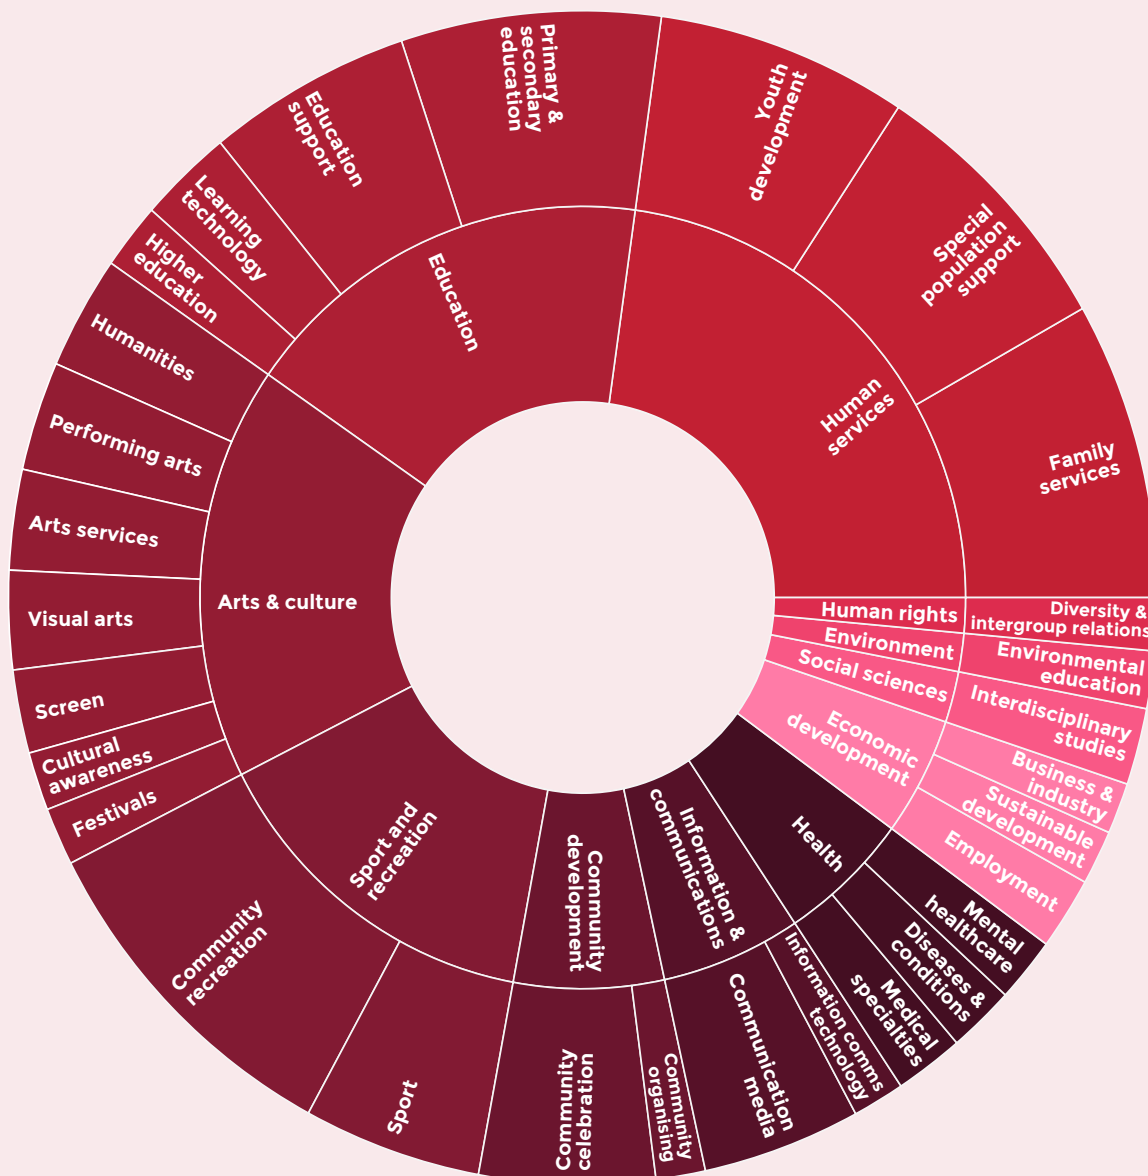 Primary &
secondary
education
Youth
development
Special
population
support
Family
services
Education
support
Learning
technology
Higher
education
Education
Human
services
Humanities
Performing arts
Arts services
Visual arts
Screen
Cultural
awareness
Festivals
Arts & culture
Human rights
Diversity &
intergroup relations
Environment
Environmental
education
Social sciences
Interdisciplinary
studies
Economic
development
Business &
industry
Sustainable
development
Employment
Health
Mental
healthcare
Diseases &
conditions
Medical
specialties
Information &
communications
Information comms
technology
Communication
media
Community
development
Community
organising
Community
celebration
Sport and
recreation
Sport
Community
recreation